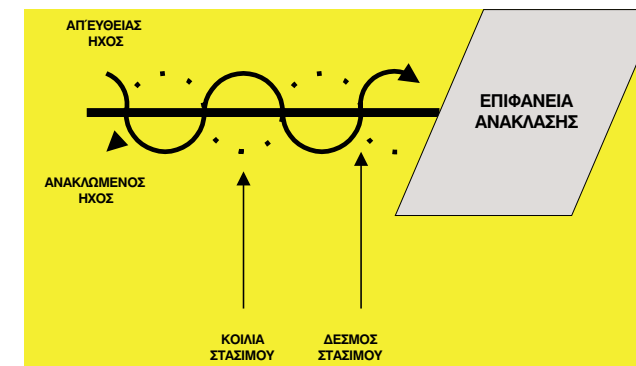 ΑΠ'ΕΥΘΕΙΑΣ
ΗΧΟΣ
ΕΠΙΦΑΝΕΙΑ
ΑΝΑΚΛΑΣΗΣ
ΑΝΑΚΛΩΜΕΝΟΣ
ΗΧΟΣ
ΚΟΙΛΙΑ
ΣΤΑΣΙΜΟΥ
ΔΕΣΜΟΣ
ΣΤΑΣΙΜΟΥ